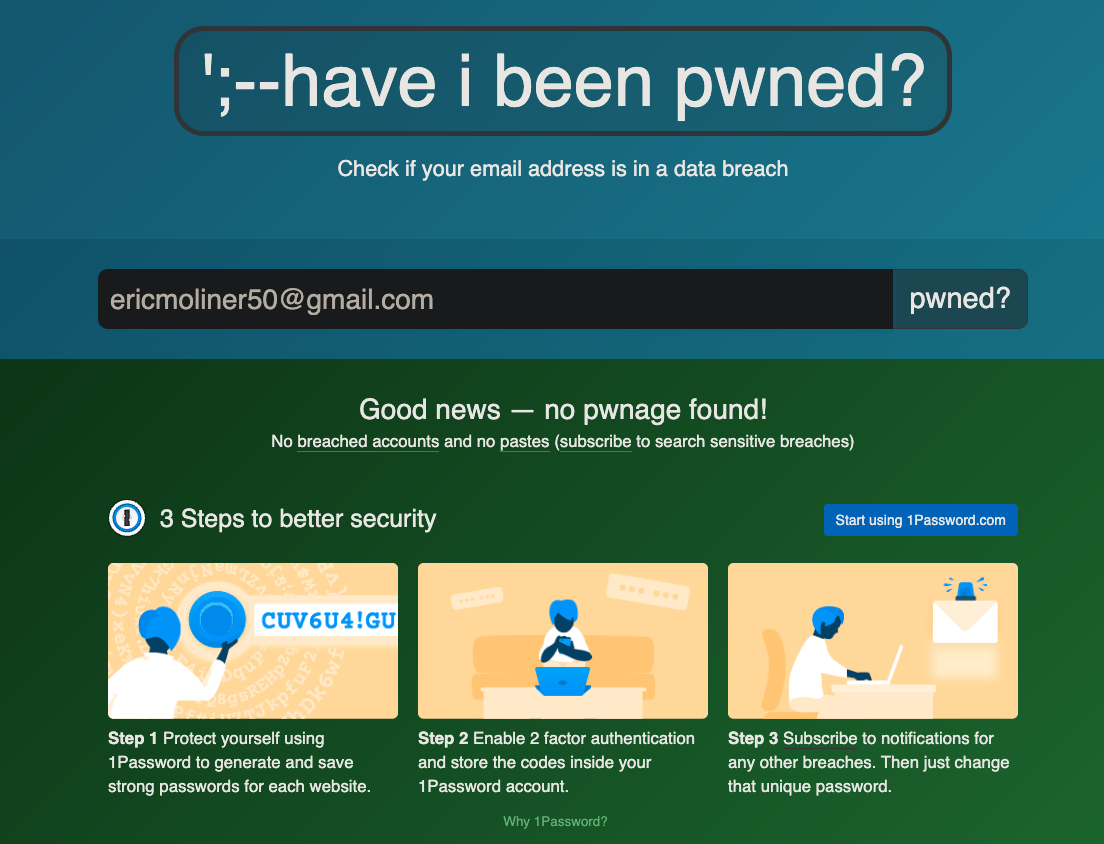 ';--have i been pwned?
Check if your email address is in a data breach
ericmoliner50@gmail.com
pwned?
Good news — no pwnage found!
No breached accounts and no pastes (subscribe to search sensitive breaches)
3 Steps to better security
Start using 1Password.com
CUV6U4!GU
Step 1 Protect yourself using
1Password to generate and save
strong passwords for each website.
Step 2 Enable 2 factor authentication
and store the codes inside your
1Password account.
Step 3 Subscribe to notifications for
any other breaches. Then just change
that unique password.
Why 1Password?